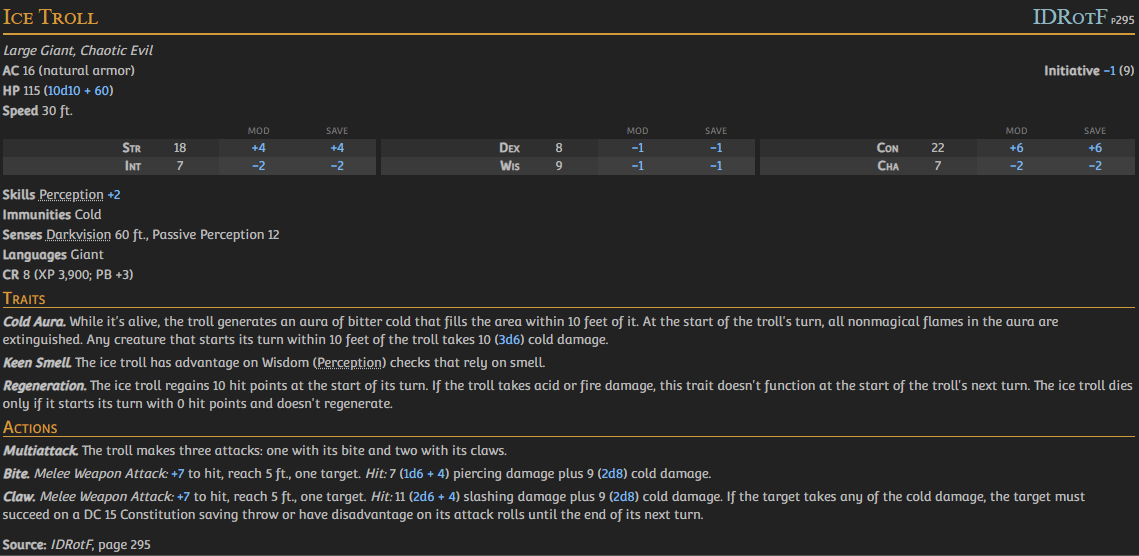 Ice Troll IDRotF p295
Large Giant, Chaotic Evil
AC 16 (natural armor) Initiative −1 (9)
HP 115 (10d10 + 60)
Speed 30 ft.
MOD SAVE MOD SAVE MOD SAVE
Str 18 +4 +4 Dex 8 −1 −1 Con 22 +6 +6
Int 7 −2 −2 Wis 9 −1 −1 Cha 7 −2 −2
Skills Perception +2
Immunities Cold
Senses Darkvision 60 ft., Passive Perception 12
Languages Giant
CR 8 (XP 3,900; PB +3)
Traits
Cold Aura. While it's alive, the troll generates an aura of bitter cold that fills the area within 10 feet of it. At the start of the troll's turn, all nonmagical flames in the aura are
extinguished. Any creature that starts its turn within 10 feet of the troll takes 10 (3d6) cold damage.
Keen Smell. The ice troll has advantage on Wisdom (Perception) checks that rely on smell.
Regeneration. The ice troll regains 10 hit points at the start of its turn. If the troll takes acid or fire damage, this trait doesn't function at the start of the troll's next turn. The ice troll dies
only if it starts its turn with 0 hit points and doesn't regenerate.
Actions
Multiattack. The troll makes three attacks: one with its bite and two with its claws.
Bite. Melee Weapon Attack: +7 to hit, reach 5 ft., one target. Hit: 7 (1d6 + 4) piercing damage plus 9 (2d8) cold damage.
Claw. Melee Weapon Attack: +7 to hit, reach 5 ft., one target. Hit: 11 (2d6 + 4) slashing damage plus 9 (2d8) cold damage. If the target takes any of the cold damage, the target must
succeed on a DC 15 Constitution saving throw or have disadvantage on its attack rolls until the end of its next turn.
Source: IDRotF, page 295